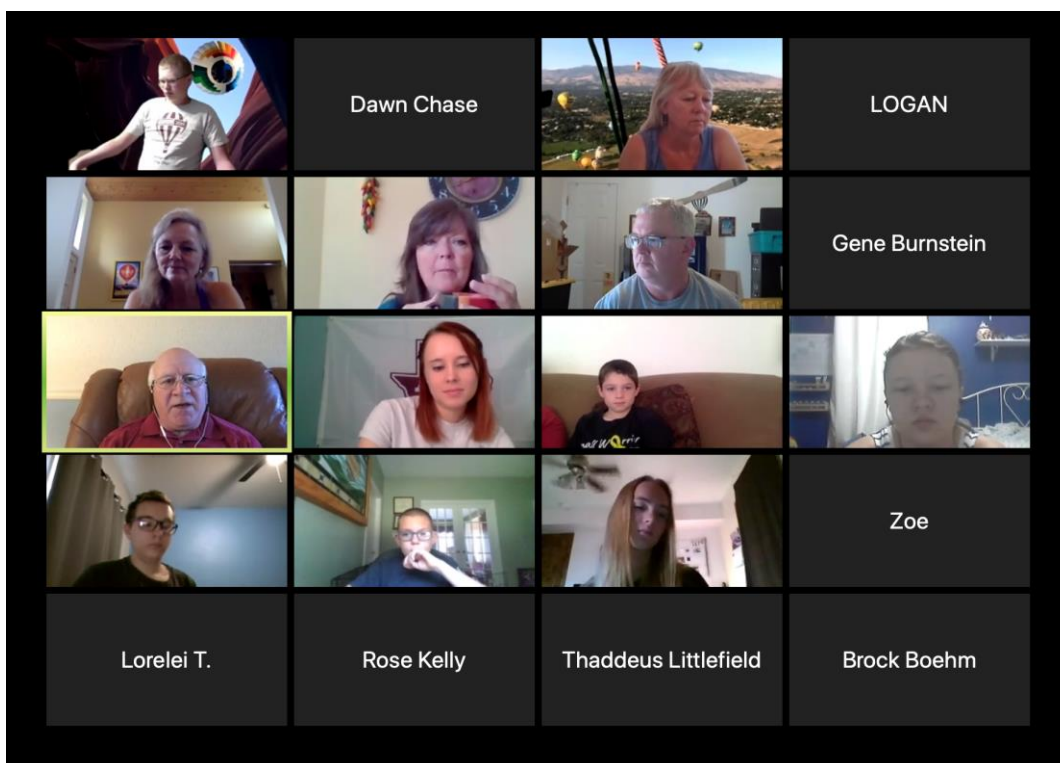 Dawn Chase
LOGAN
Gene Burnstein
Zoe
Lorelei T.
Rose Kelly
Thaddeus Littlefield
Brock Boehm